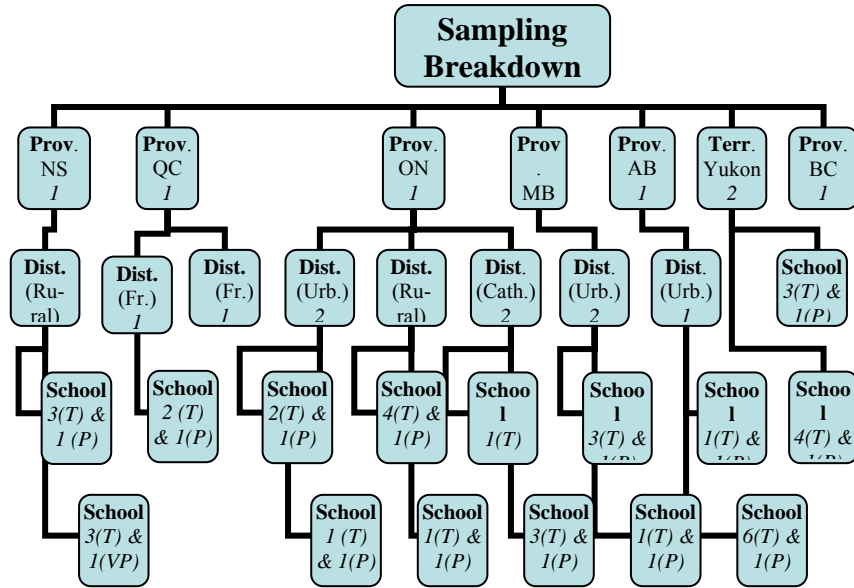 Sampling
Breakdown
Prov.
NS
1
Prov.
QC
1
Prov.
ON
1
Prov
.
MB
Prov.
AB
1
Terr.
Yukon
2
Prov.
BC
1
Dist.
(Ru-
ral)
Dist.
(Fr.)
1
Dist.
(Fr.)
1
Dist.
(Urb.)
2
Dist.
(Ru-
ral)
Dist.
(Cath.)
2
Dist.
(Urb.)
2
Dist.
(Urb.)
1
School
3(T) &
1(P)
School
3(T) &
1 (P)
School
2 (T)
& 1(P)
School
2(T) &
1(P)
School
4(T) &
1(P)
Schoo
l
1(T)
Schoo
l
3(T) &
1(P)
Schoo
l
1(T) &
1(P)
Schoo
l
4(T) &
1(P)
School
3(T) &
1(VP)
School
1 (T)
& 1(P)
School
1(T) &
1(P)
School
3(T) &
1(P)
School
1(T) &
1(P)
School
6(T) &
1(P)